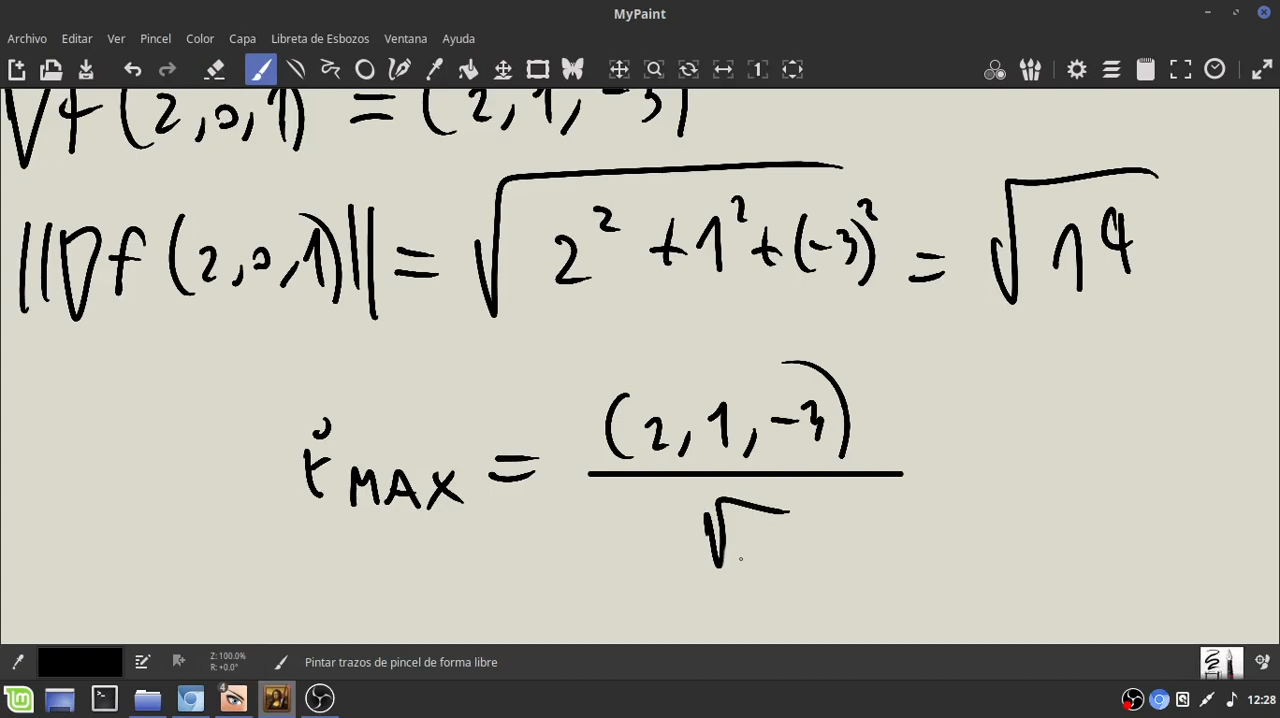 MyPaint
Archivo Editar Ver Pincel Color Capa Libreta de Esbozos Ventana Ayuda
∇f(2,0,1) = (2,1,-3)
||∇f(2,0,1)|| = √(2² + 1² + (-3)²) = √14
ř MAX = (2,1,-3)
√
Z: 100.0%
R: +0.0°
Pintar trazos de pincel de forma libre
4
12:28